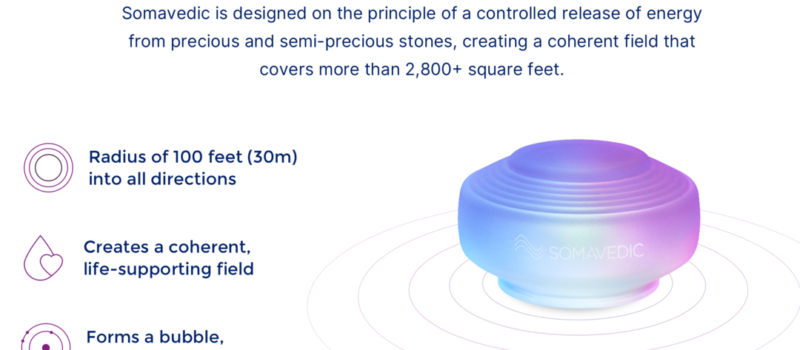 Somavedic is designed on the principle of a controlled release of energy
from precious and semi-precious stones, creating a coherent field that
covers more than 2,800+ square feet.
Radius of 100 feet (30m)
into all directions
Creates a coherent,
life-supporting field
SOMAVEDIC
Forms a bubble,